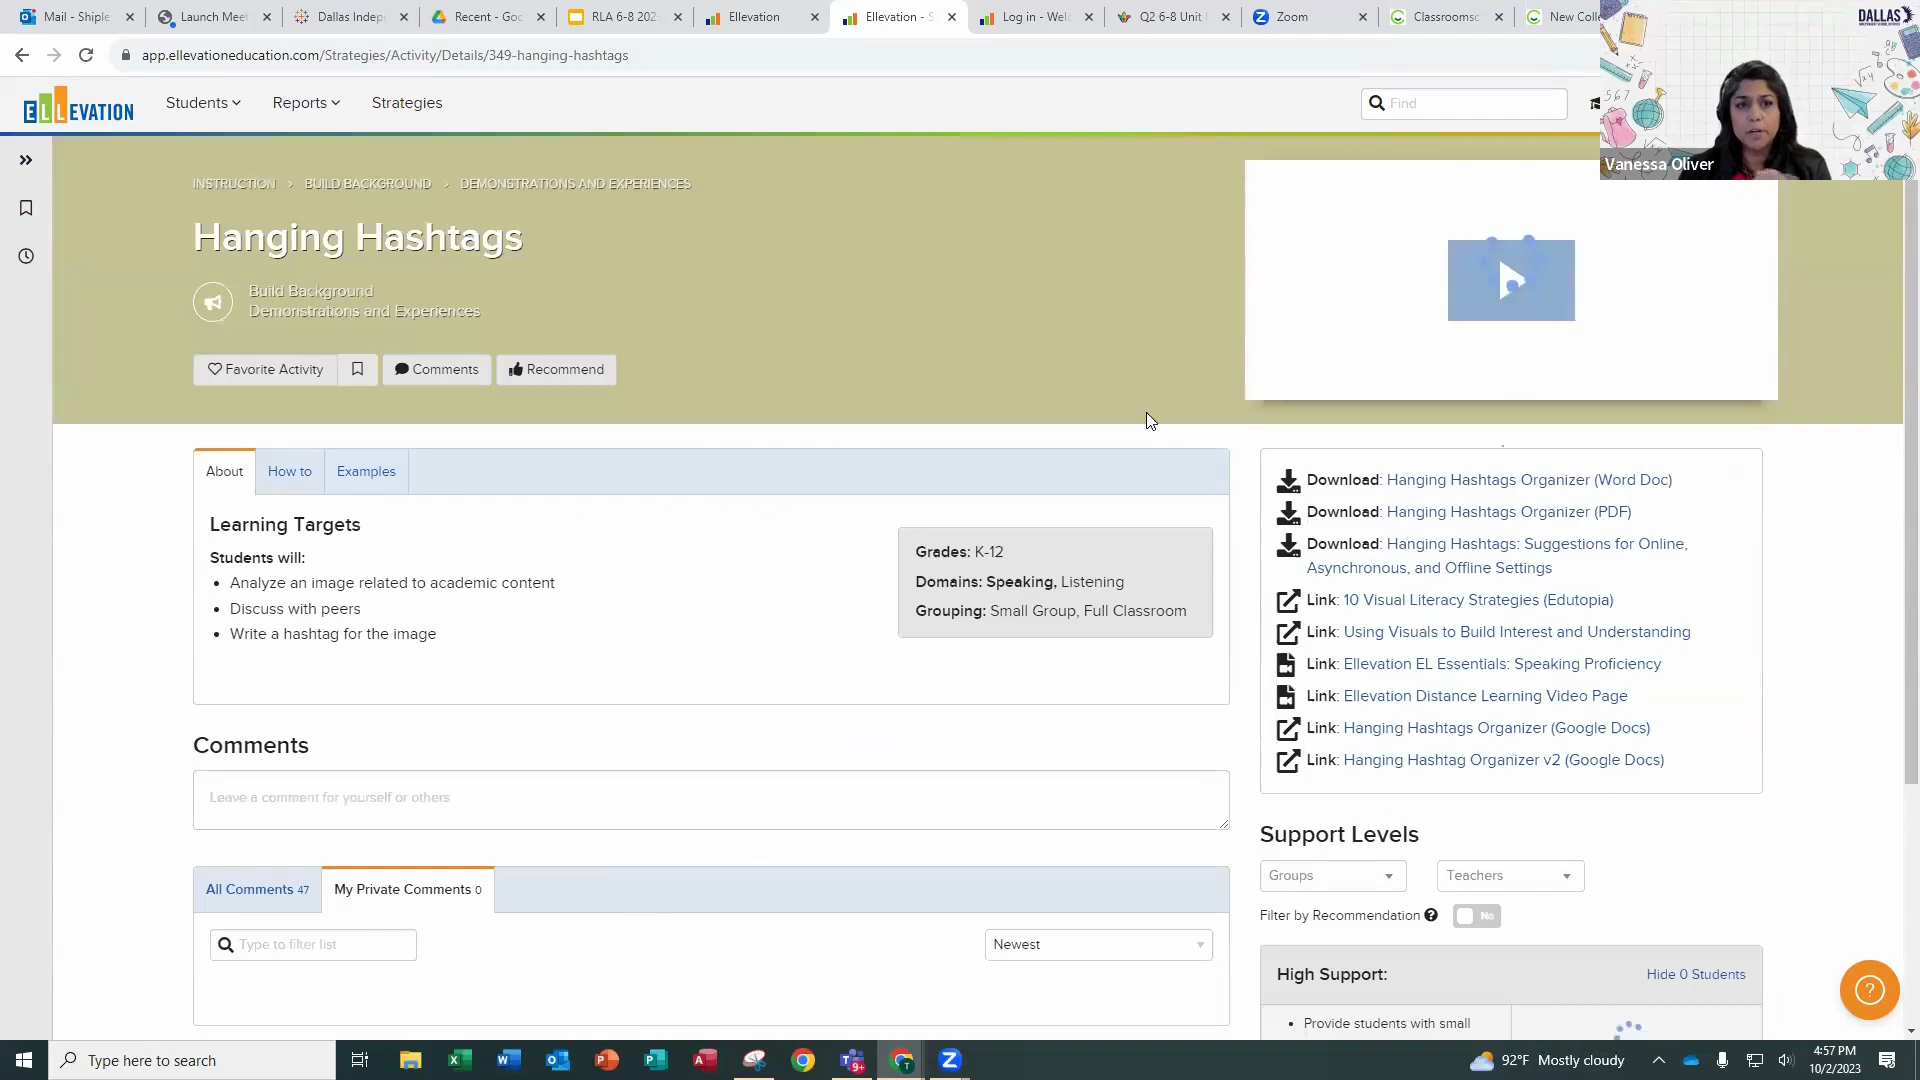 Mail - Shiple
Launch Meet
Dallas Indep
Recent - Goo
RLA 6-8 202
Ellevation
Ellevation - S
Log in - Welc
Q2 6-8 Unit
Zoom
Classroomsc
New Coll
app.ellevationeducation.com/Strategies/Activity/Details/349-hanging-hashtags
DALLAS
ELLEVATION
Students
Reports
Strategies
Find
Vanessa Oliver
INSTRUCTION > BUILD BACKGROUND > DEMONSTRATIONS AND EXPERIENCES
Hanging Hashtags
Build Background
Demonstrations and Experiences
Favorite Activity
Comments
Recommend
About
How to
Examples
Learning Targets
Students will:
• Analyze an image related to academic content
• Discuss with peers
• Write a hashtag for the image
Grades: K-12
Domains: Speaking, Listening
Grouping: Small Group, Full Classroom
Comments
Leave a comment for yourself or others
All Comments 47
My Private Comments 0
Type to filter list
Newest
Download: Hanging Hashtags Organizer (Word Doc)
Download: Hanging Hashtags Organizer (PDF)
Download: Hanging Hashtags: Suggestions for Online,
Asynchronous, and Offline Settings
Link: 10 Visual Literacy Strategies (Edutopia)
Link: Using Visuals to Build Interest and Understanding
Link: Ellevation EL Essentials: Speaking Proficiency
Link: Ellevation Distance Learning Video Page
Link: Hanging Hashtags Organizer (Google Docs)
Link: Hanging Hashtag Organizer v2 (Google Docs)
Support Levels
Groups
Teachers
Filter by Recommendation
No
High Support:
Hide 0 Students
• Provide students with small
Type here to search
9+
92°F Mostly cloudy
4:57 PM
10/2/2023